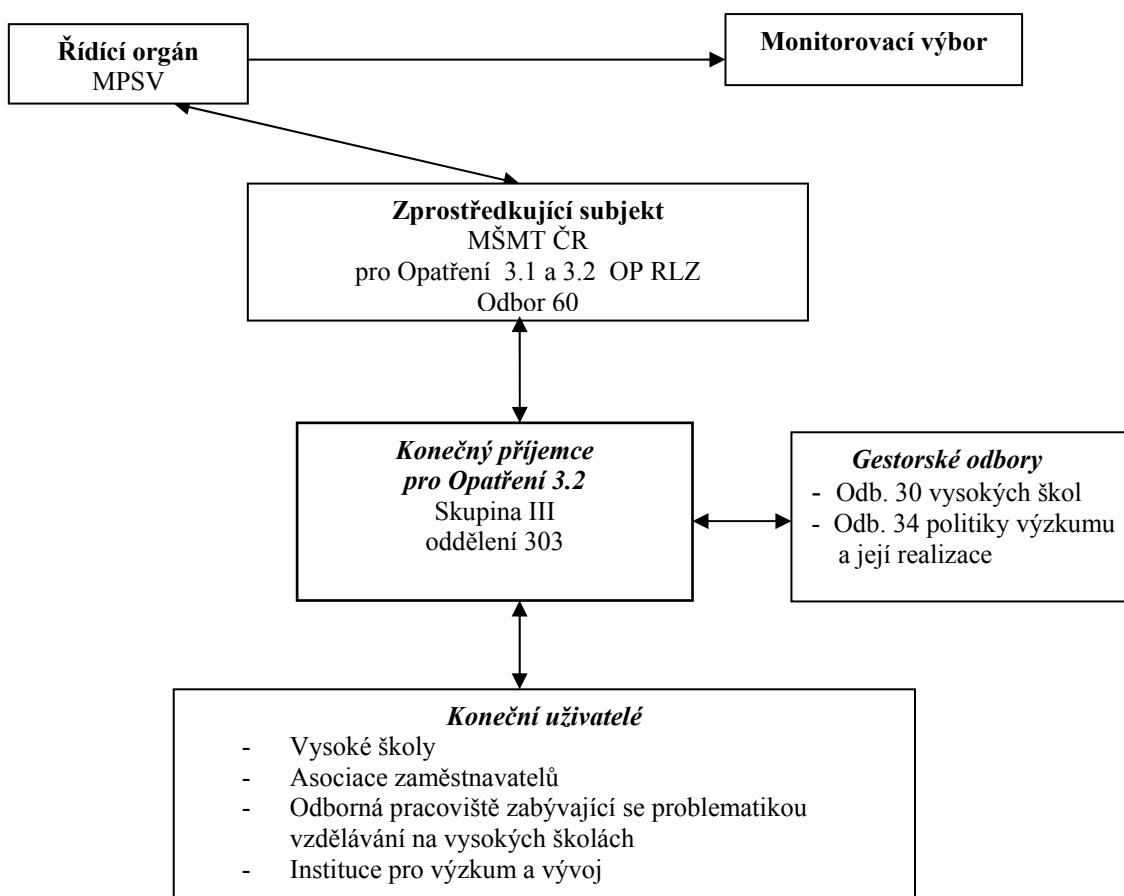 Řídící orgán
MPSV
Monitorovací výbor
Zprostředkující subjekt
MŠMT ČR
pro Opatření 3.1 a 3.2 OP RLZ
Odbor 60
Konečný příjemce
pro Opatření 3.2
Skupina III
oddělení 303
Gestorské odbory
- Odb. 30 vysokých škol
- Odb. 34 politiky výzkumu
a její realizace
Koneční uživatelé
- Vysoké školy
- Asociace zaměstnavatelů
- Odborná pracoviště zabývající se problematikou
vzdělávání na vysokých školách
- Instituce pro výzkum a vývoj